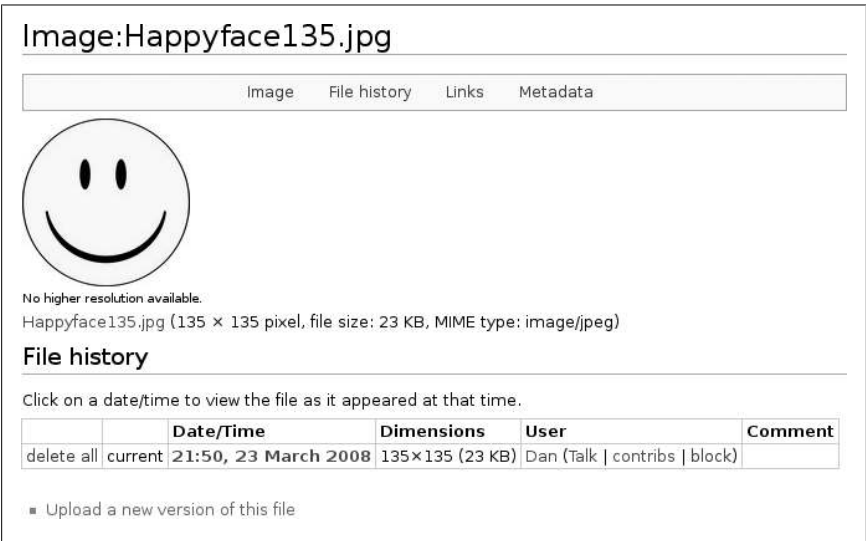 Image:Happyface135.jpg
Image File history Links Metadata
No higher resolution available.
Happyface135.jpg (135 × 135 pixel, file size: 23 KB, MIME type: image/jpeg)
File history
Click on a date/time to view the file as it appeared at that time.
Date/Time Dimensions User Comment
delete all current 21:50, 23 March 2008 135×135 (23 KB) Dan (Talk | contribs | block)
Upload a new version of this file